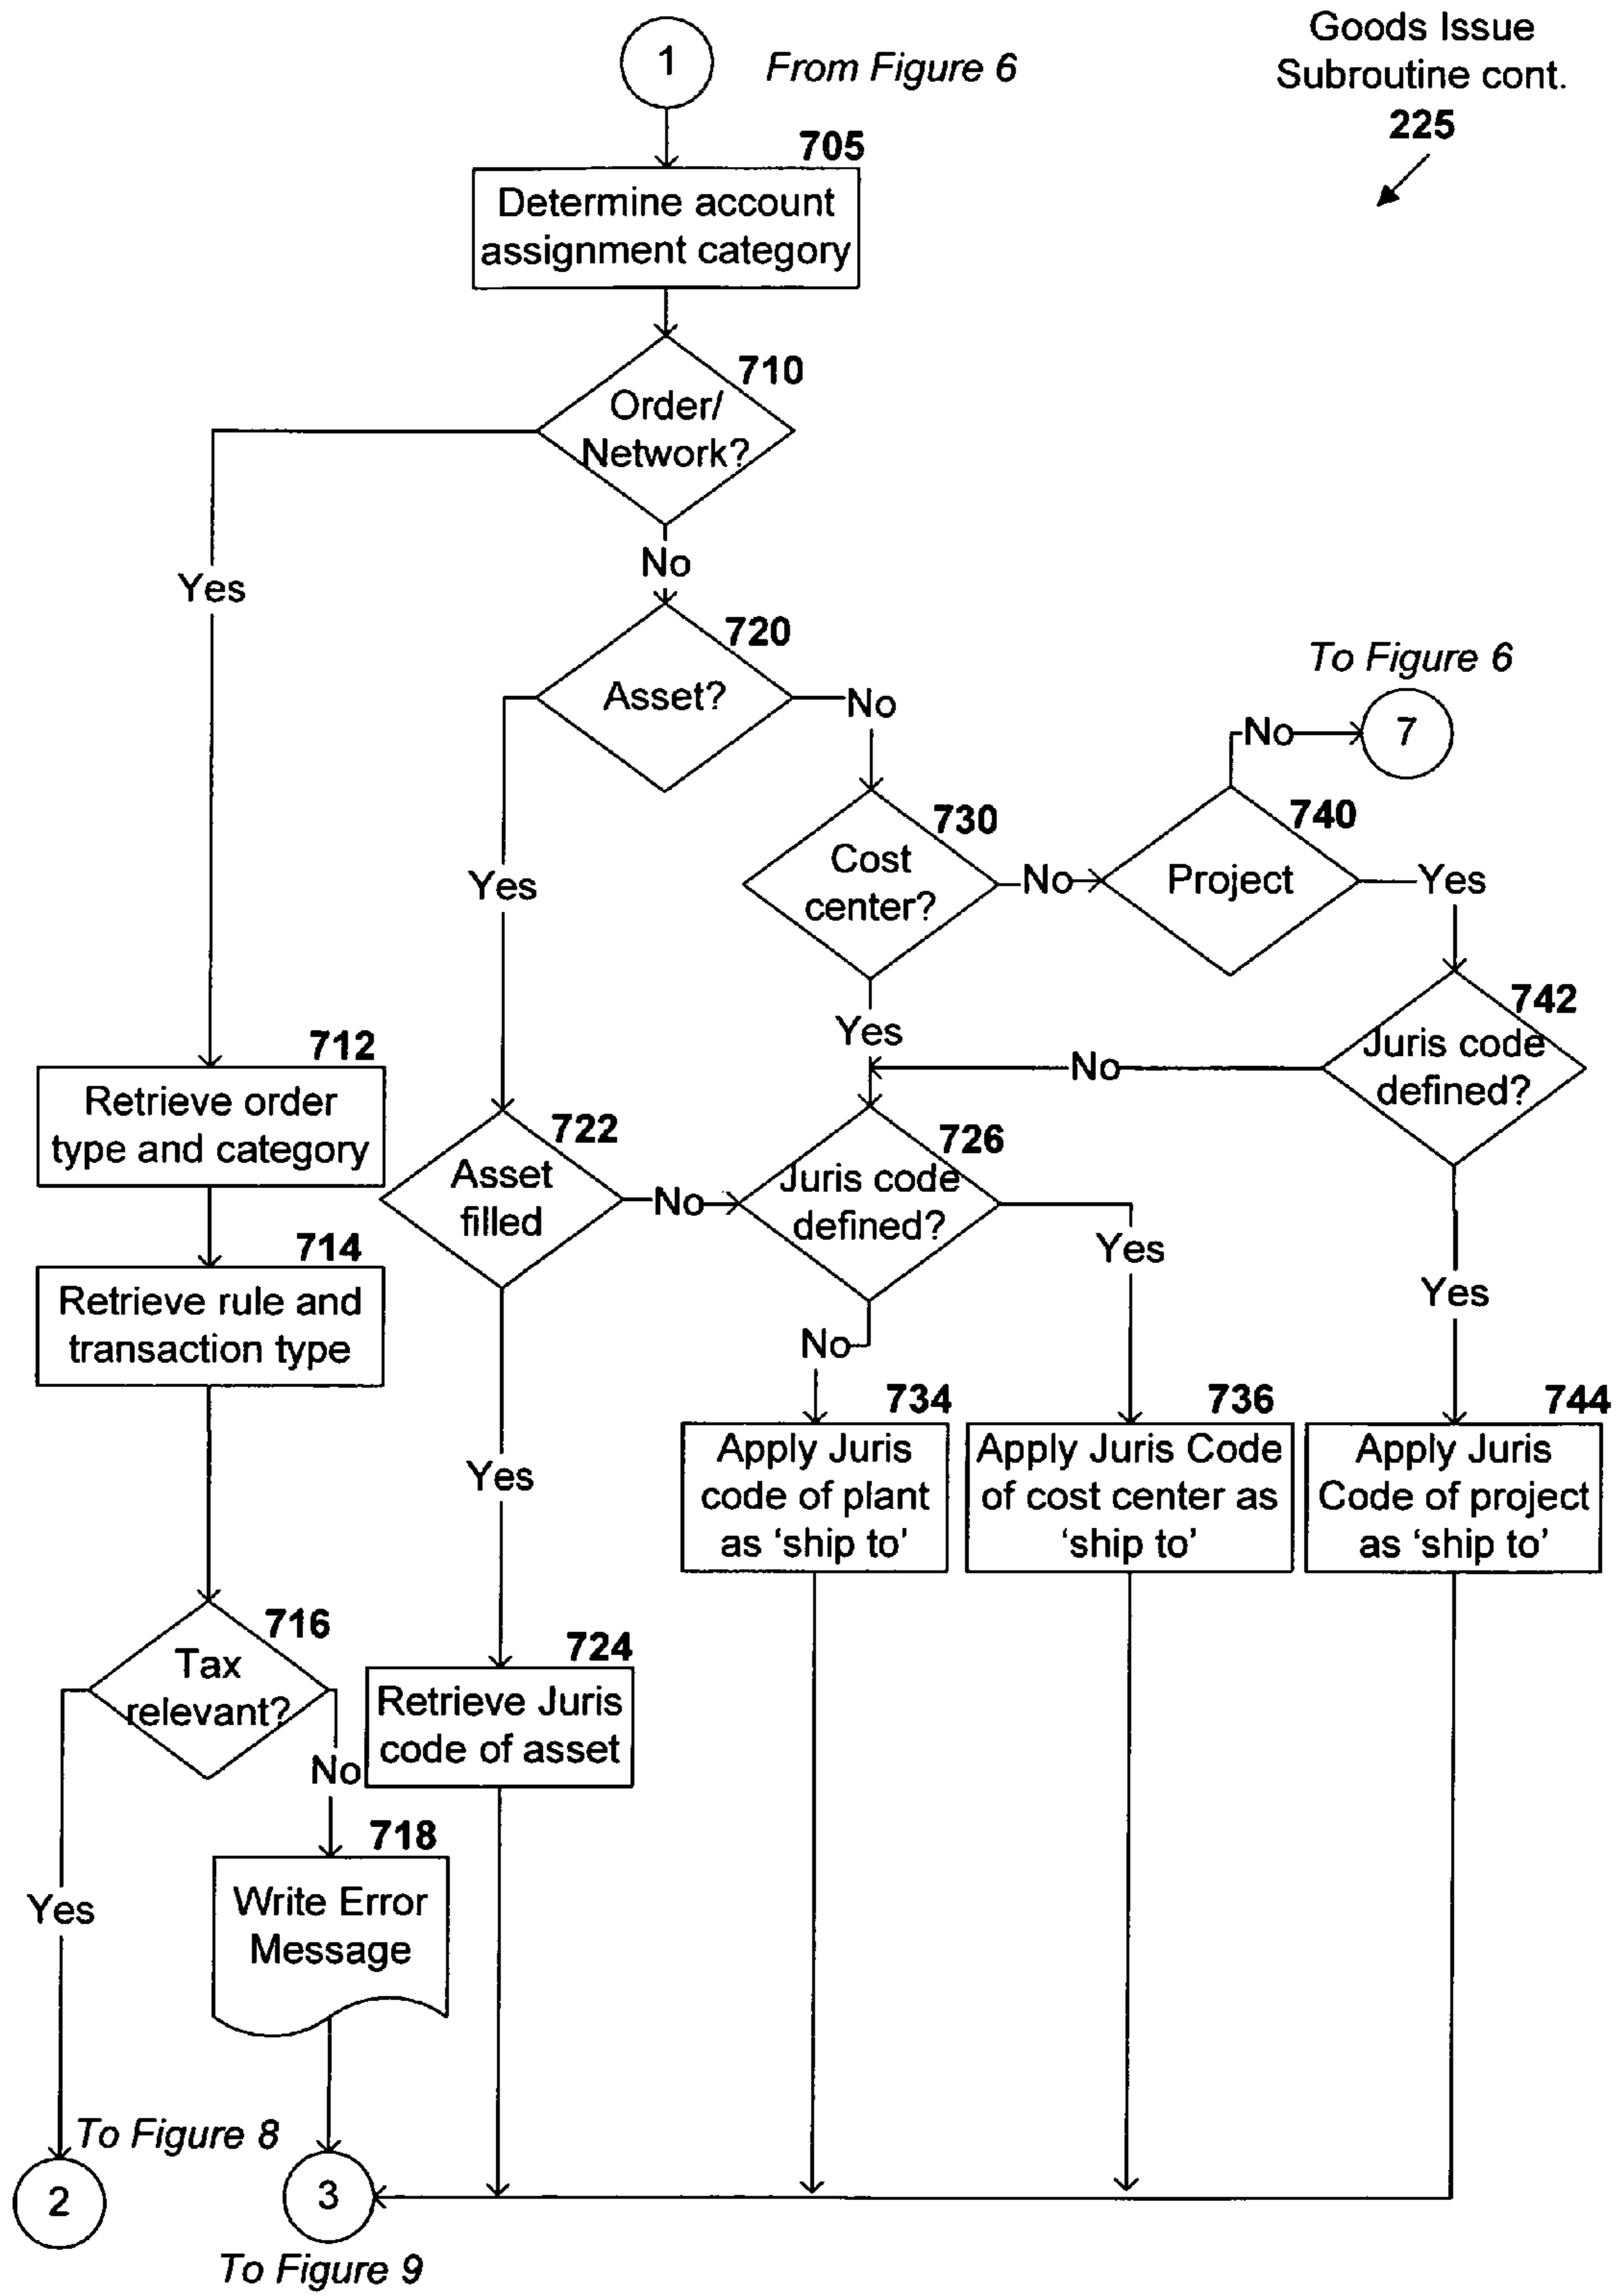 1
From Figure 6
Goods Issue
Subroutine cont.
225
705
Determine account
assignment category
710
Order/
Network?
Yes
No
720
Asset?
No
To Figure 6
No
7
730
Cost
center?
No
740
Project
Yes
Yes
Yes
742
Juris code
defined?
No
712
Retrieve order
type and category
722
Asset
filled
No
726
Juris code
defined?
Yes
Yes
714
Retrieve rule and
transaction type
No
Yes
734
Apply Juris
code of plant
as ‘ship to’
736
Apply Juris Code
of cost center as
‘ship to’
744
Apply Juris
Code of project
as ‘ship to’
716
Tax
relevant?
724
Retrieve Juris
code of asset
No
718
Write Error
Message
Yes
To Figure 8
2
3
To Figure 9